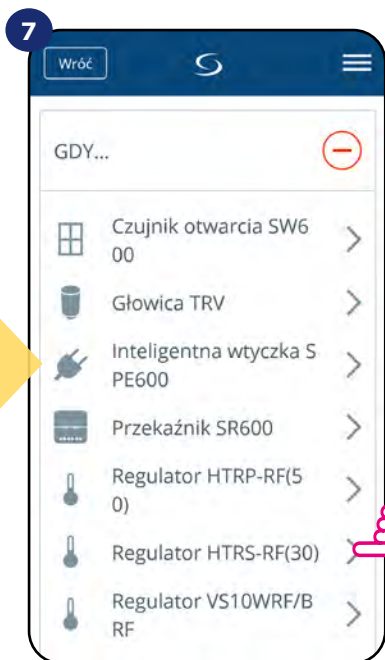 7
Wróć
GDY...
Czujnik otwarcia SW6
00
Głowica TRV
Inteligentna wtyczka S
PE600
Przekaźnik SR600
Regulator HTRP-RF(5
0)
Regulator HTRS-RF(30)
Regulator VS10WRF/B
RF